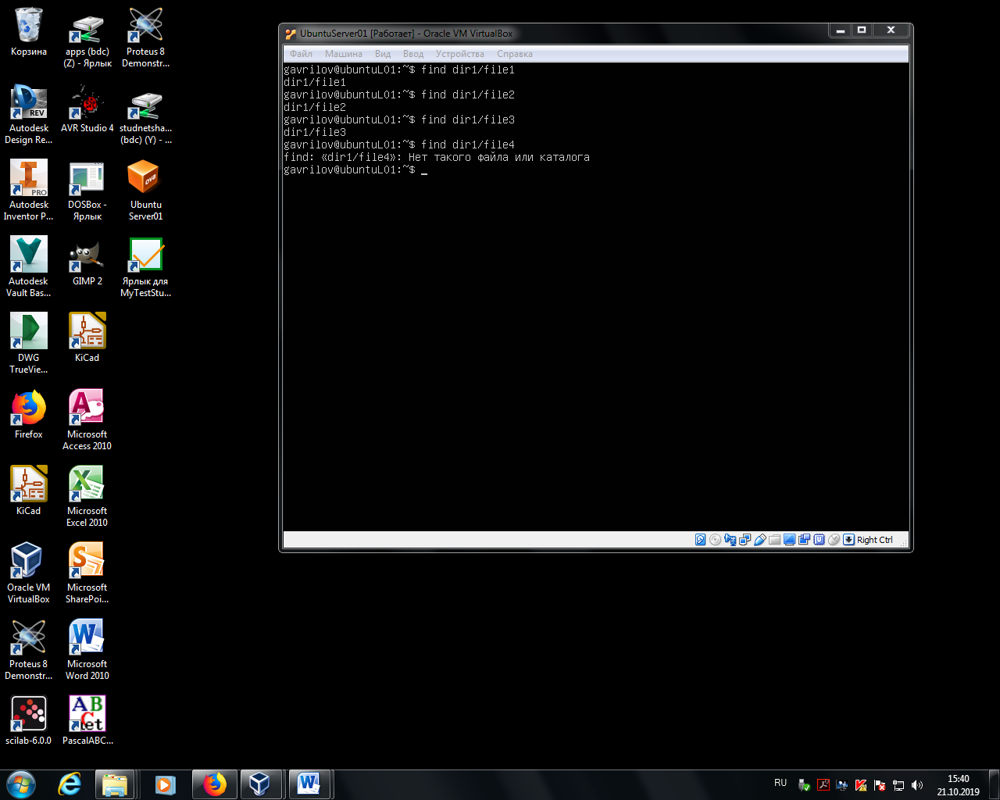 Корзина
apps (bdc)
(Z) - Ярлык
Proteus 8
Demonstr...
Autodesk
Design Re...
AVR Studio 4
studnetsha...
(bdc) (Y) - ...
Autodesk
Inventor P...
DOSBox -
Ярлык
Ubuntu
Server01
Autodesk
Vault Bas...
GIMP 2
Ярлык для
MyTestStu...
DWG
TrueVie...
KiCad
Firefox
Microsoft
Access 2010
KiCad
Microsoft
Excel 2010
Oracle VM
VirtualBox
Microsoft
SharePoi...
Proteus 8
Demonstr...
Microsoft
Word 2010
scilab-6.0.0
PascalABC...
REV
PRO
ova
ABC
Net
UbuntuServer01 [Работает] - Oracle VM VirtualBox
Файл Машина Вид Ввод Устройства Справка
gavrilov@ubuntuL01:~$ find dir1/file1
dir1/file1
gavrilov@ubuntuL01:~$ find dir1/file2
dir1/file2
gavrilov@ubuntuL01:~$ find dir1/file3
dir1/file3
gavrilov@ubuntuL01:~$ find dir1/file4
find: «dir1/file4»: Нет такого файла или каталога
gavrilov@ubuntuL01:~$ _
Right Ctrl
RU
15:40
21.10.2019